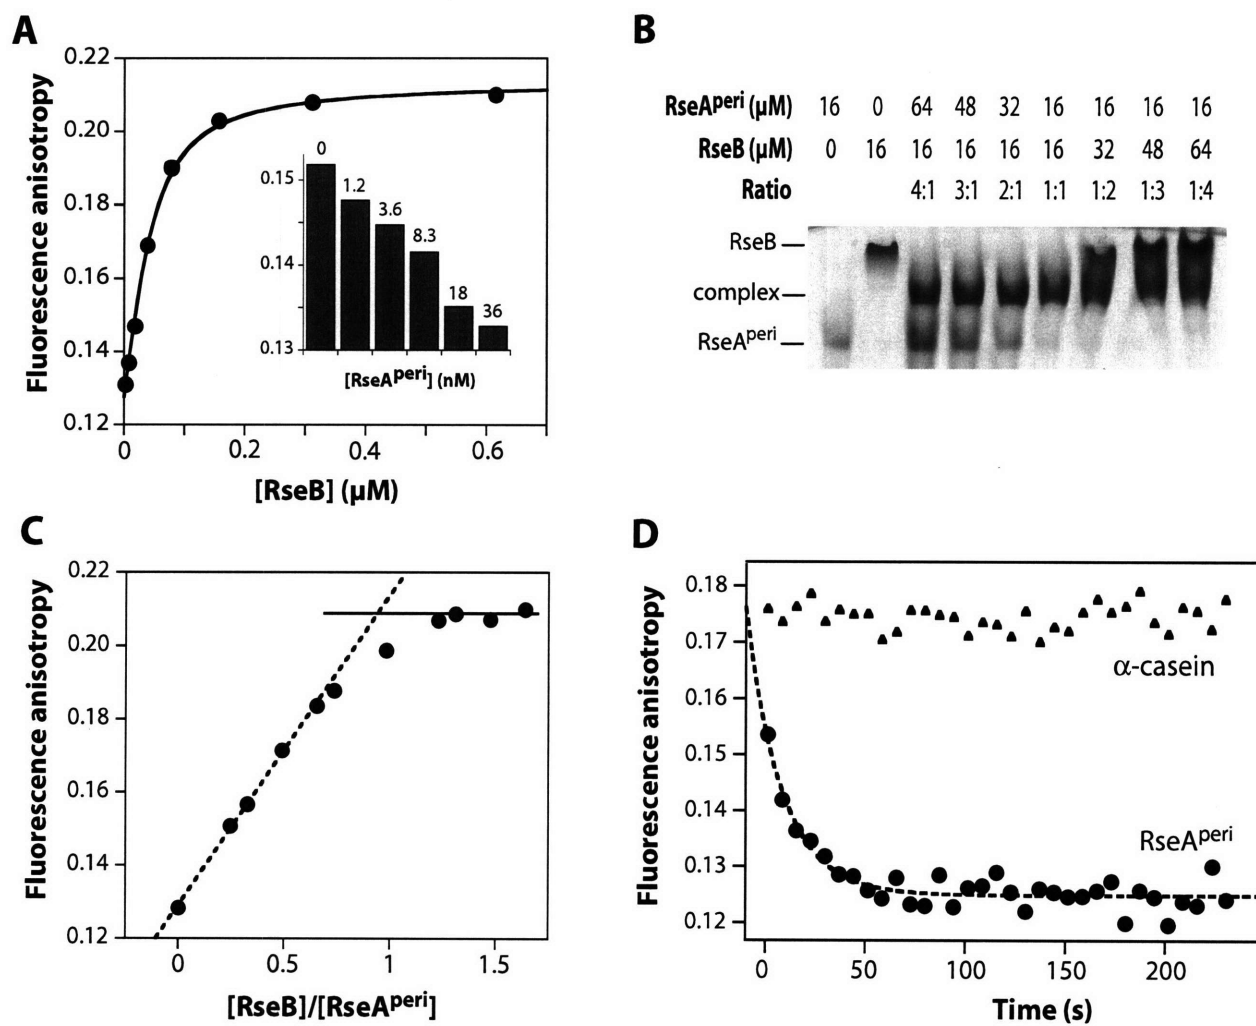 A
0.22
0.20
0.18
0.16
0.14
0.12
Fluorescence anisotropy
0 0.2 0.4 0.6
[RseB] (µM)
0
1.2
3.6
8.3
18
36
0.15
0.14
0.13
[RseAperi] (nM)
B
RseAperi (µM) 16 0 64 48 32 16 16 16 16
RseB (µM) 0 16 16 16 16 16 32 48 64
Ratio 4:1 3:1 2:1 1:1 1:2 1:3 1:4
RseB
complex
RseAperi
C
0.22
0.20
0.18
0.16
0.14
0.12
Fluorescence anisotropy
0 0.5 1.0 1.5
[RseB]/[RseAperi]
D
0.18
0.17
0.16
0.15
0.14
0.13
0.12
Fluorescence anisotropy
α-casein
RseAperi
0 50 100 150 200
Time (s)